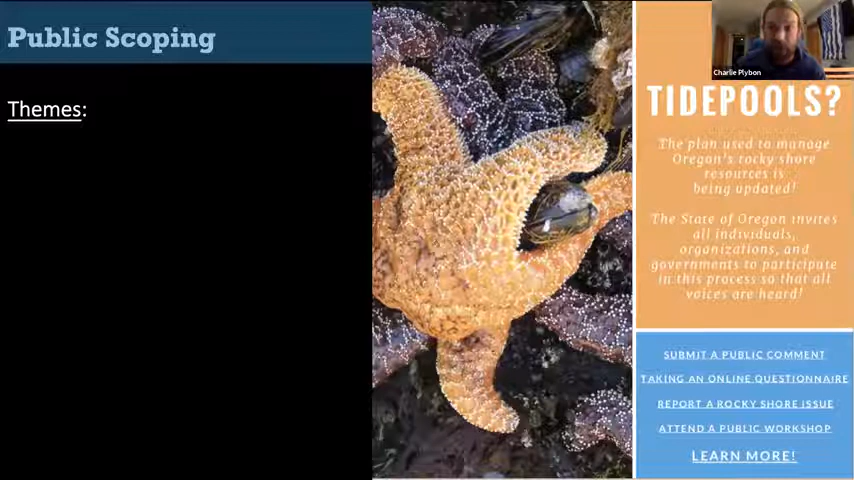 Public Scoping
Themes:
Charlie Plybon
TIDEPOOLS?
The plan used to manage
Oregon's rocky shore
resources is
being updated!
The State of Oregon invites
all individuals,
organizations, and
governments to participate
in this process so that all
voices are heard!
SUBMIT A PUBLIC COMMENT
TAKING AN ONLINE QUESTIONNAIRE
REPORT A ROCKY SHORE ISSUE
ATTEND A PUBLIC WORKSHOP
LEARN MORE!